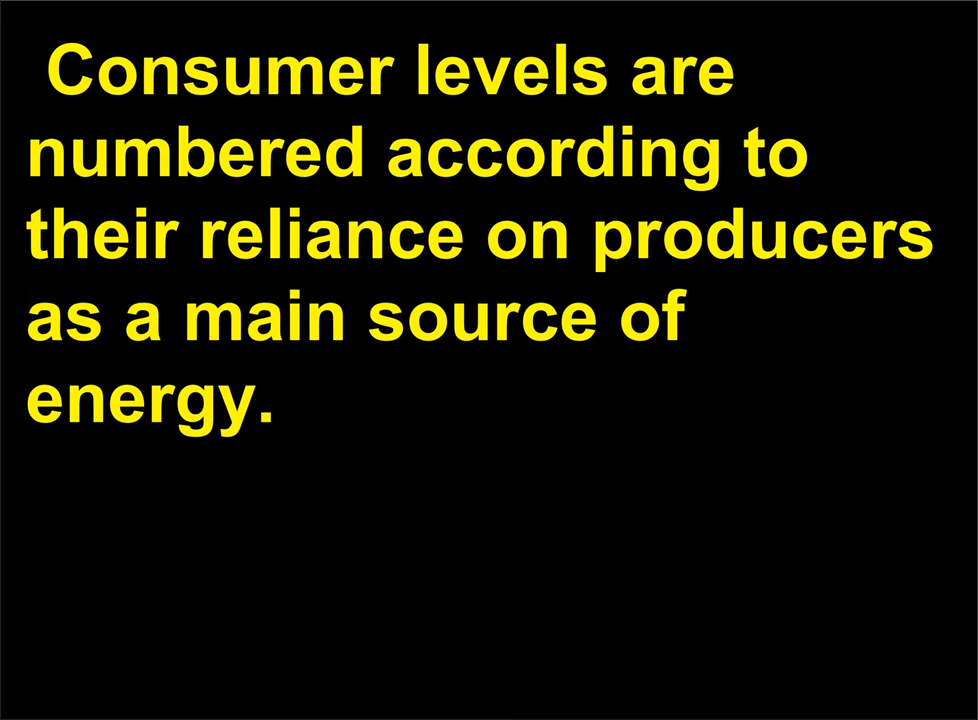 Consumer levels are
numbered according to
their reliance on producers
as a main source of
energy.